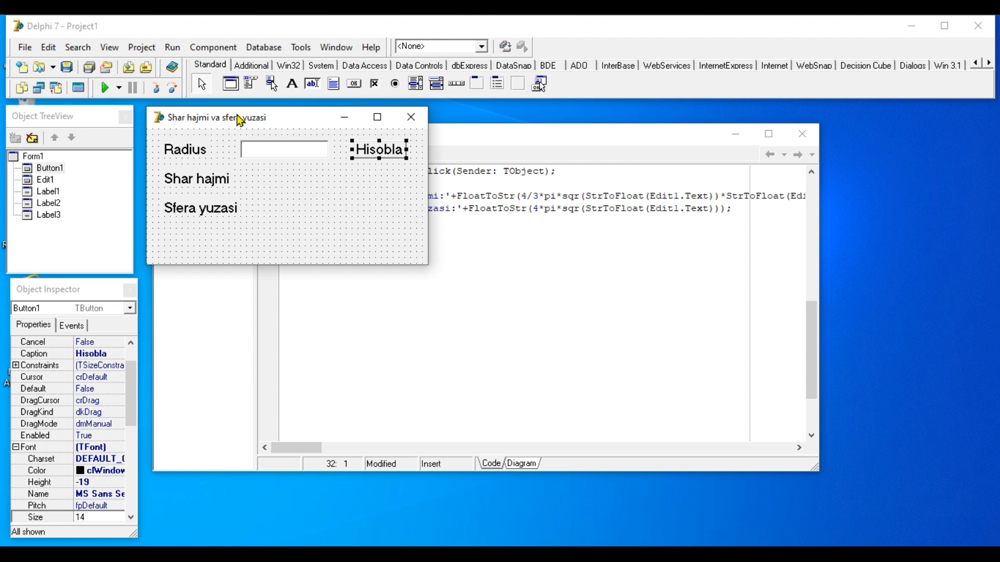 Delphi 7 - Project1
File Edit Search View Project Run Component Database Tools Window Help <None>
Standard Additional Win32 System Data Access Data Controls dbExpress DataSnap BDE ADO InterBase WebServices InternetExpress Internet WebSnap Decision Cube Dialogs Win 3.1
Object TreeView
Form1
Button1
Edit1
Label1
Label2
Label3
Shar hajmi va sfera yuzasi
Radius Hisobla
Shar hajmi
Sfera yuzasi
lick(Sender: TObject);
mi:'+FloatToStr(4/3*pi*sqr(StrToFloat(Edit1.Text))*StrToFloat(Edi
zasi:'+FloatToStr(4*pi*sqr(StrToFloat(Edit1.Text)));
32: 1 Modified Insert Code Diagram
Object Inspector
Button1 TButton
Properties Events
Cancel False
Caption Hisobla
Constraints (TSizeConstra
Cursor crDefault
Default False
DragCursor crDrag
DragKind dkDrag
DragMode dmManual
Enabled True
Font (TFont)
Charset DEFAULT_C
Color clWindow
Height -19
Name MS Sans Se
Pitch fpDefault
Size 14
All shown